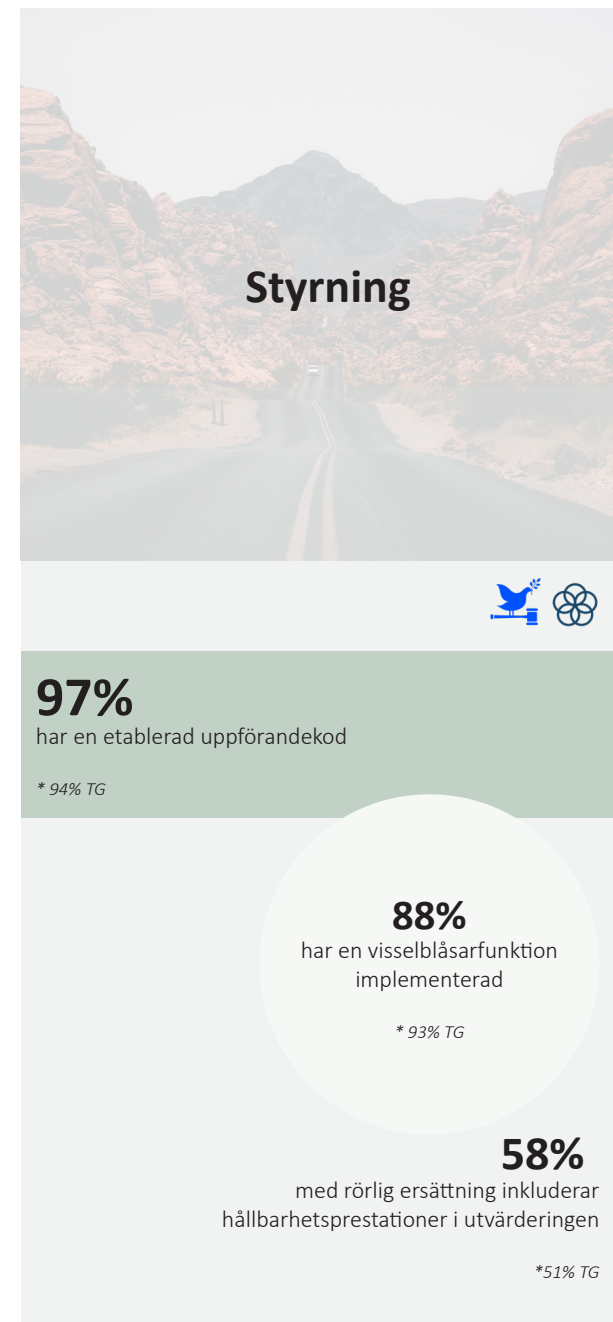 Styrning
97%
har en etablerad uppförandekod
* 94% TG
88%
har en visselblåsarfunktion
implementerad
* 93% TG
58%
med rörlig ersättning inkluderar
hållbarhetsprestationer i utvärderingen
*51% TG